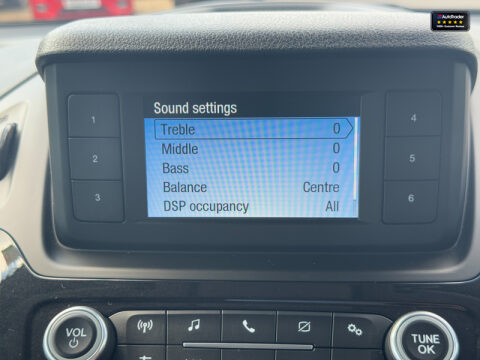 AutoTrader
Sound settings
Treble 0
Middle 0
Bass 0
Balance Centre
DSP occupancy All
1
2
3
4
5
6
VOL
TUNE
OK